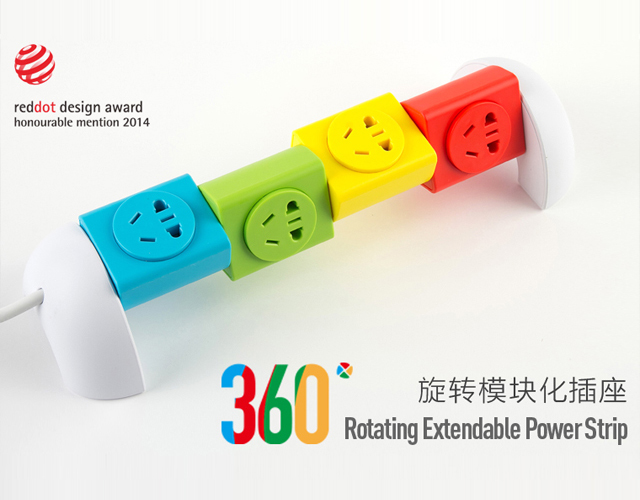 reddot design award
honourable mention 2014
360°
旋转模块化插座
Rotating Extendable Power Strip